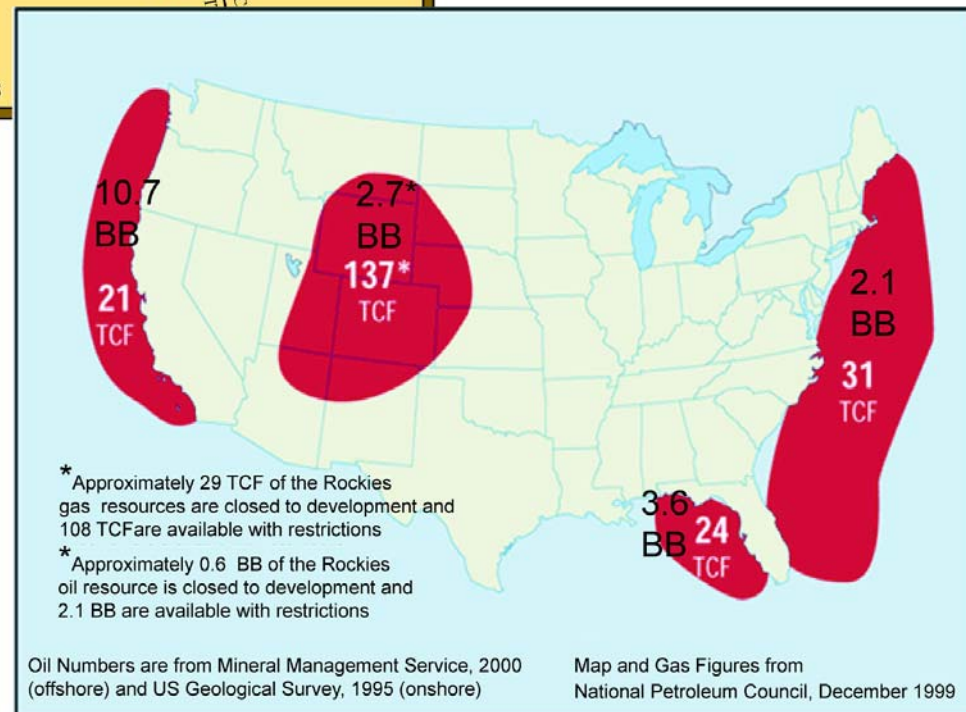 10.7
BB
21
TCF
2.7*
BB
137*
TCF
2.1
BB
31
TCF
3.6
BB
24
TCF
*Approximately 29 TCF of the Rockies
gas resources are closed to development and
108 TCFare available with restrictions
*Approximately 0.6 BB of the Rockies
oil resource is closed to development and
2.1 BB are available with restrictions
Oil Numbers are from Mineral Management Service, 2000
(offshore) and US Geological Survey, 1995 (onshore)
Map and Gas Figures from
National Petroleum Council, December 1999